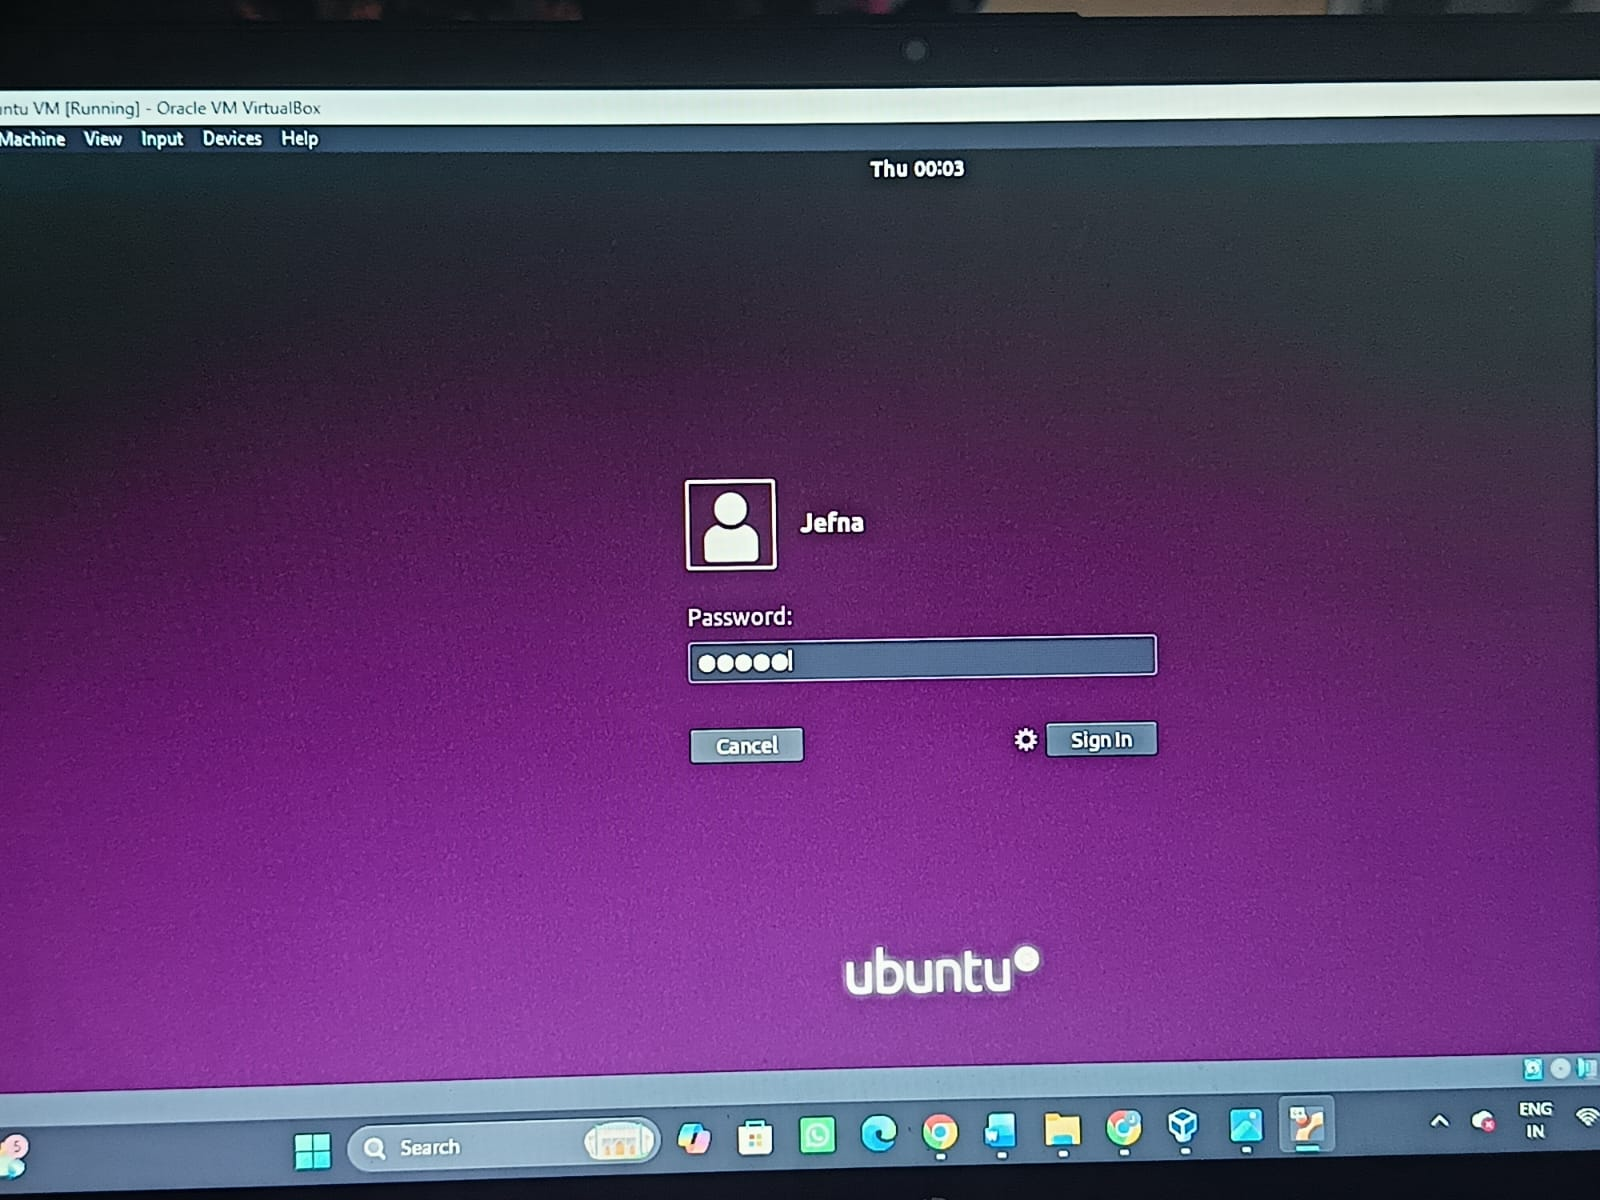 ntu VM [Running] - Oracle VM VirtualBox
Machine View Input Devices Help
Thu 00:03
Jefna
Password:
Cancel
Sign In
ubuntu
5
Search
ENG
IN